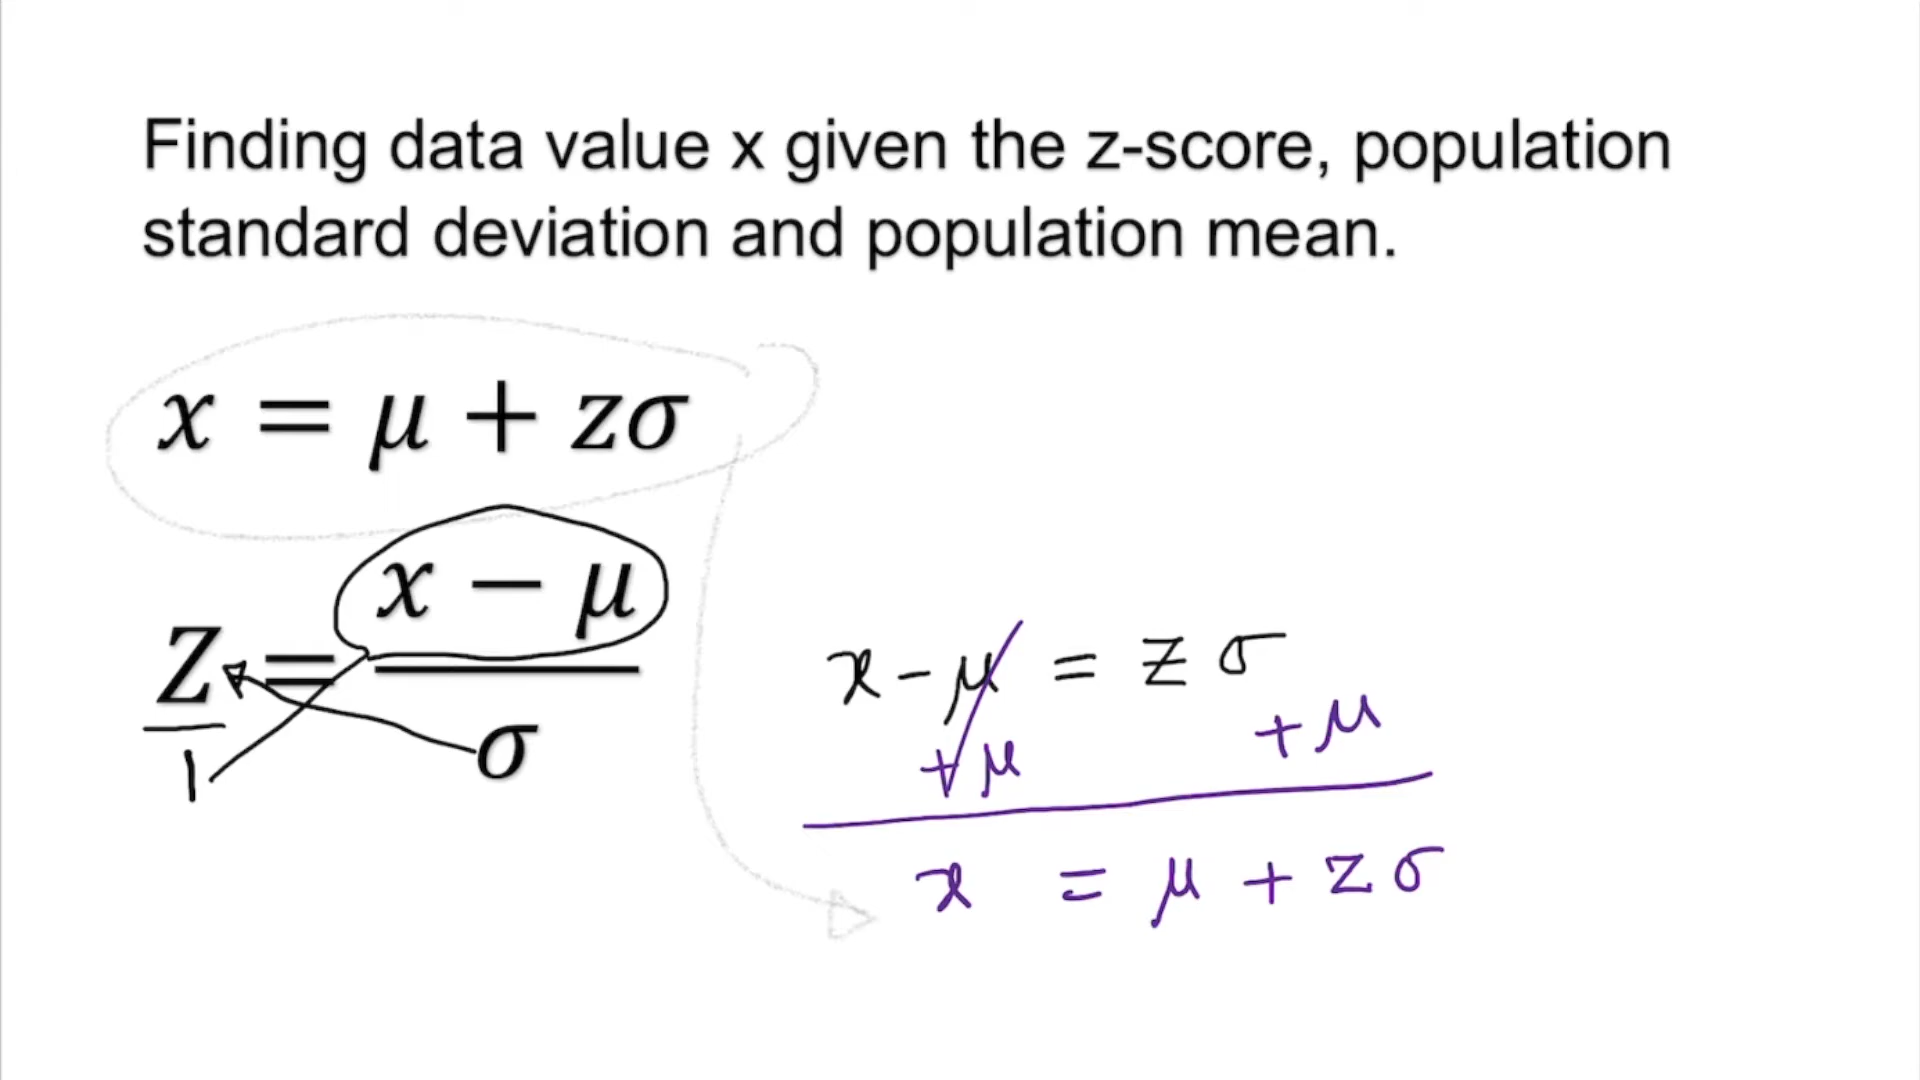 Finding data value x given the z-score, population
standard deviation and population mean.
x = μ + zσ
Z = x − μ
1
σ
x - μ = z σ
+ μ + μ
x = μ + z σ